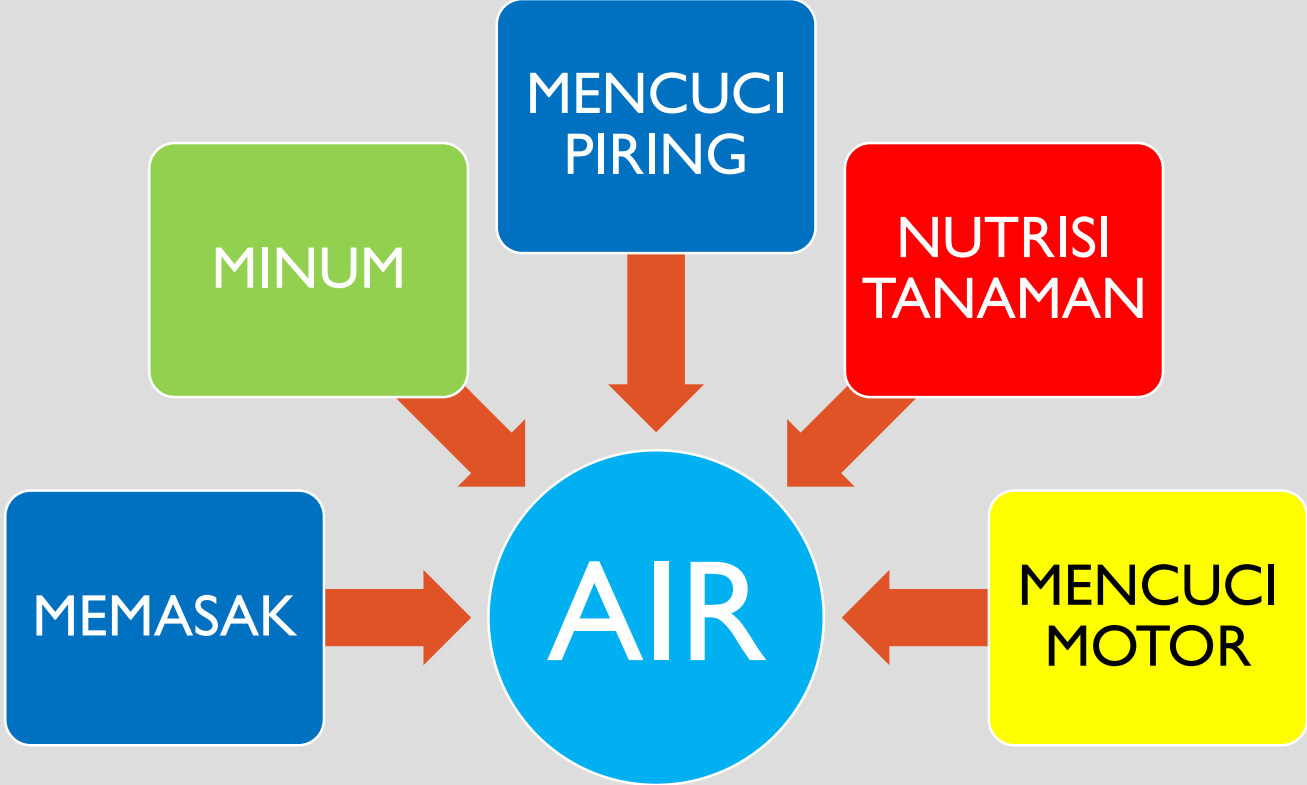 MENCUCI
PIRING
MINUM
NUTRISI
TANAMAN
MEMASAK
AIR
MENCUCI
MOTOR